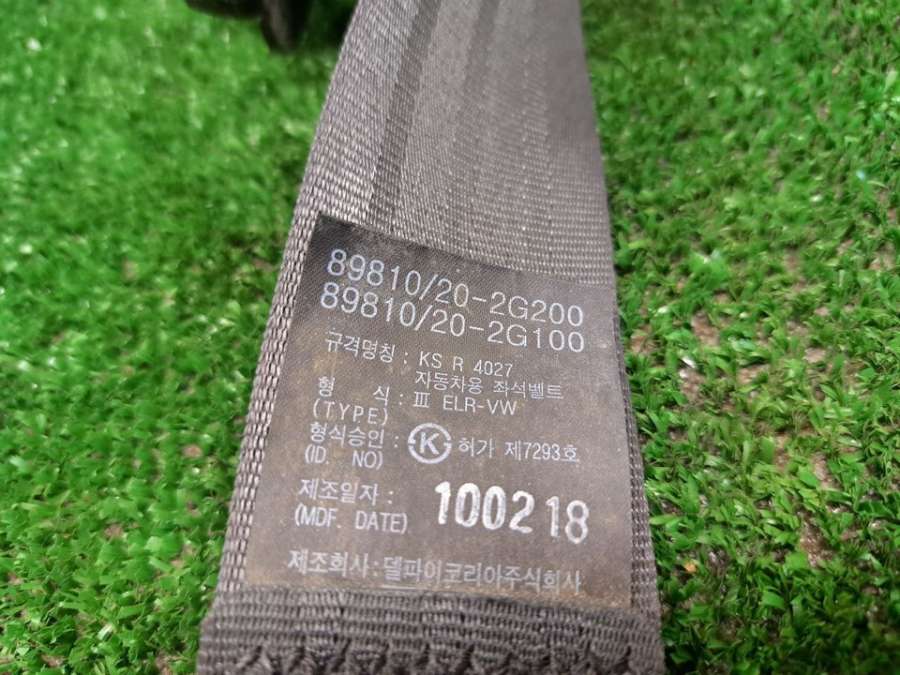 89810/20-2G200
89810/20-2G100
규격명칭 : KS R 4027
자동차용 좌석벨트
형 식 : Ⅲ ELR-VW
(TYPE)
형식승인 : K 허가 제7293호
(ID. NO)
제조일자 : 100218
(MDF. DATE)
제조회사 : 델파이코리아주식회사